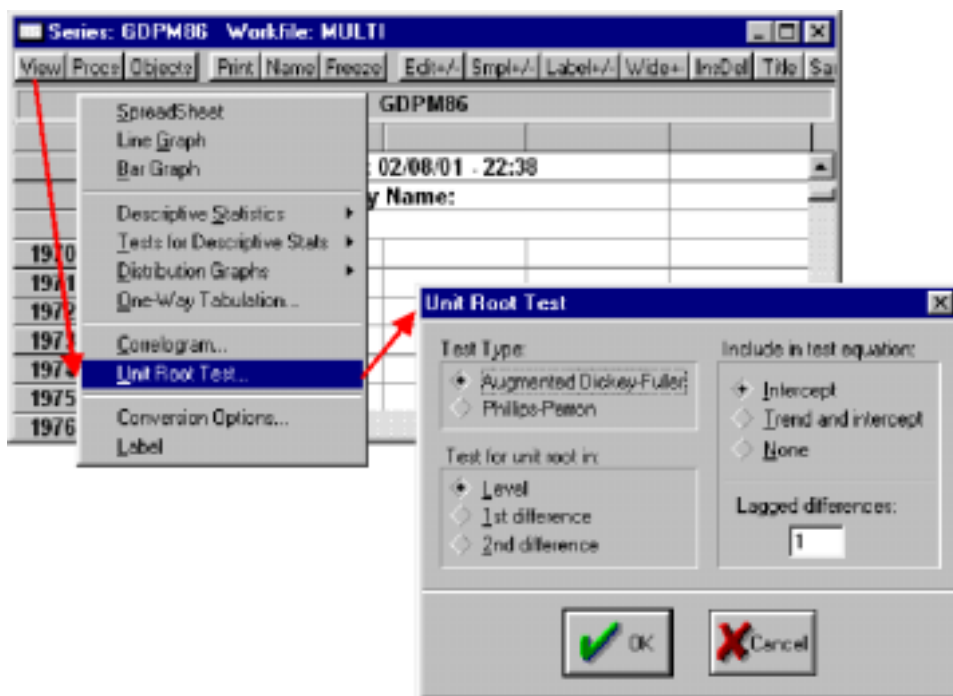 Series: GDPM86 Workfile: MULTI
View Procs Objects Print Name Freeze Edit+/- Smpl+/- Label+/- Wide+- InsDel Title Sa
GDPM86
: 02/08/01 - 22:38
y Name:
SpreadSheet
Line Graph
Bar Graph
Descriptive Statistics
Tests for Descriptive Stats
Distribution Graphs
One-Way Tabulation...
Correlogram...
Unit Root Test...
Conversion Options...
Label
1970
1971
1972
1973
1974
1975
1976
Unit Root Test
Test Type:
Augmented Dickey-Fuller
Phillips-Perron
Test for unit root in:
Level
1st difference
2nd difference
Include in test equation:
Intercept
Trend and intercept
None
Lagged differences:
1
OK
Cancel